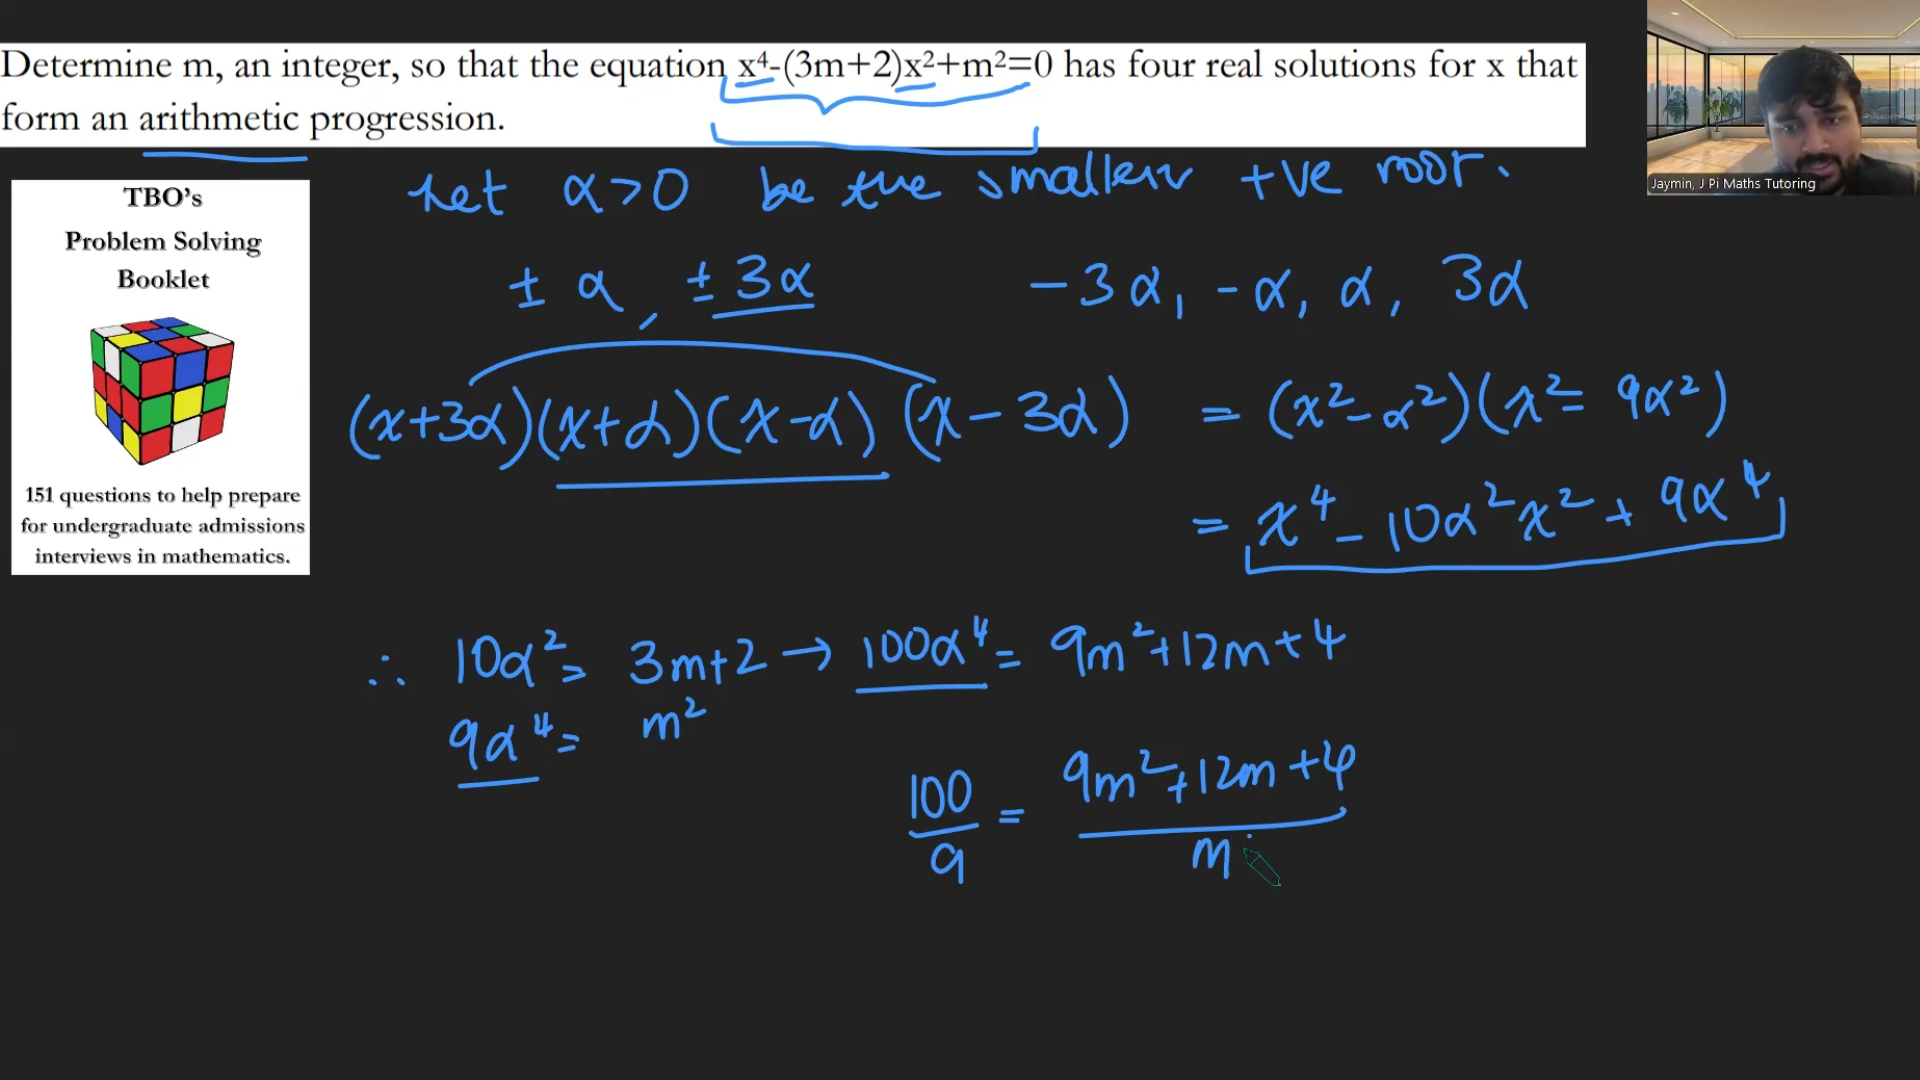 Determine m, an integer, so that the equation x⁴-(3m+2)x²+m²=0 has four real solutions for x that
form an arithmetic progression.
Jaymin, J Pi Maths Tutoring
TBO's
Problem Solving
Booklet
151 questions to help prepare
for undergraduate admissions
interviews in mathematics.
Let α>0 be the smallest +ve root.
± α, ± 3α    -3α, -α, α, 3α
(x+3α)(x+α)(x-α)(x-3α) = (x²-α²)(x²-9α²)
= x⁴-10α²x²+9α⁴
∴ 10α² = 3m+2 → 100α⁴ = 9m²+12m+4
9α⁴ = m²
100/9 = 9m²+12m+4/m